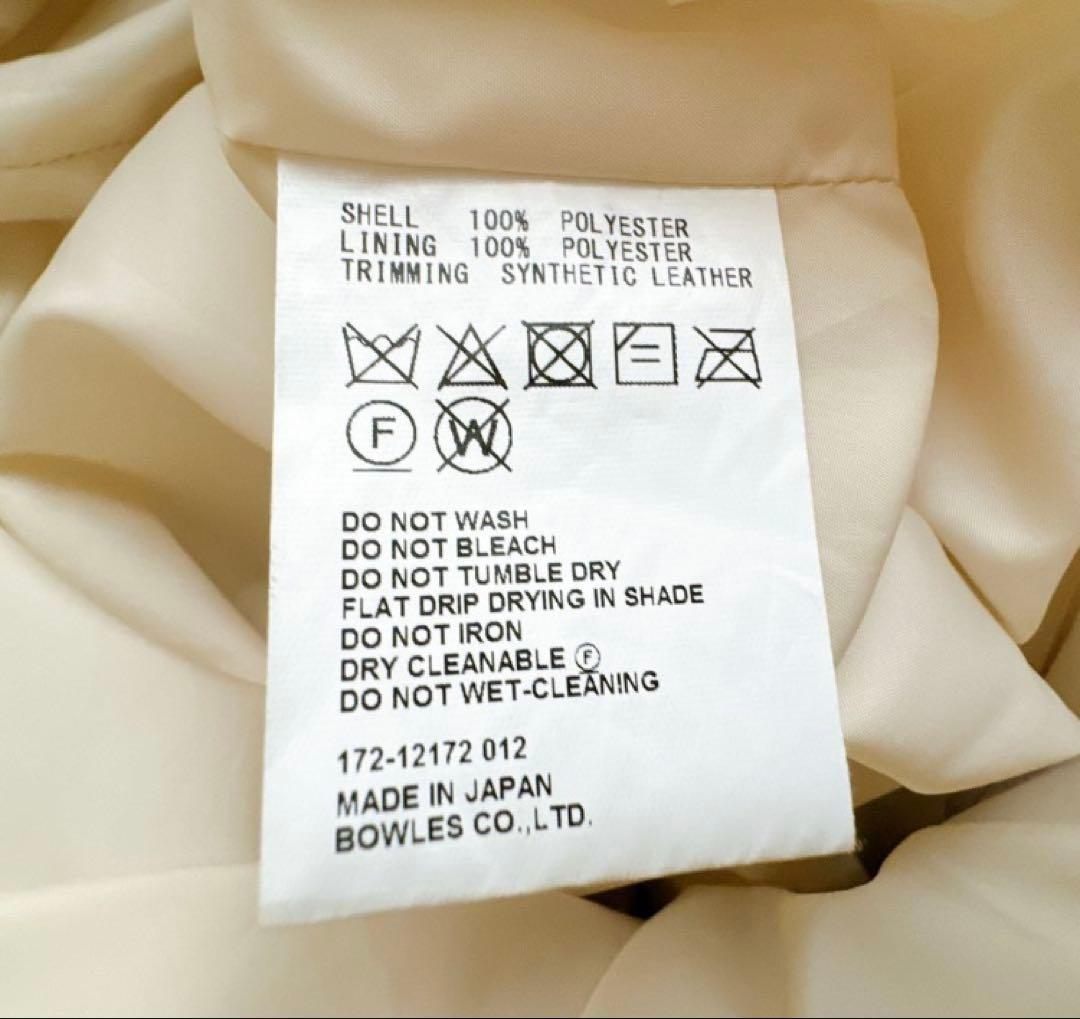 SHELL 100% POLYESTER
LINING 100% POLYESTER
TRIMMING SYNTHETIC LEATHER
F W
DO NOT WASH
DO NOT BLEACH
DO NOT TUMBLE DRY
FLAT DRIP DRYING IN SHADE
DO NOT IRON
DRY CLEANABLE Ⓕ
DO NOT WET-CLEANING
172-12172 012
MADE IN JAPAN
BOWLES CO.,LTD.